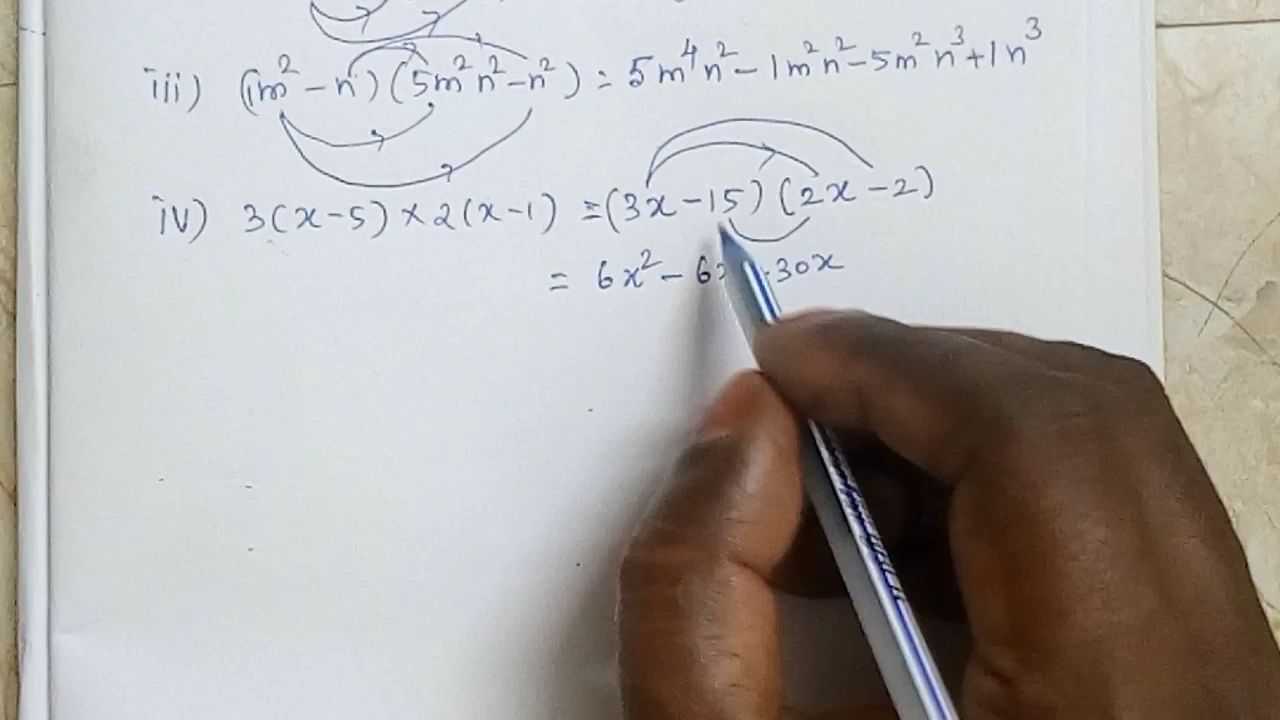 iii) (1m² - n) (5m²n² - n²) = 5m⁴n² - 1m²n² - 5m²n³ + 1n³
iv) 3(x-5) × 2(x-1) = (3x - 15) (2x - 2)
= 6x² - 6x 30x